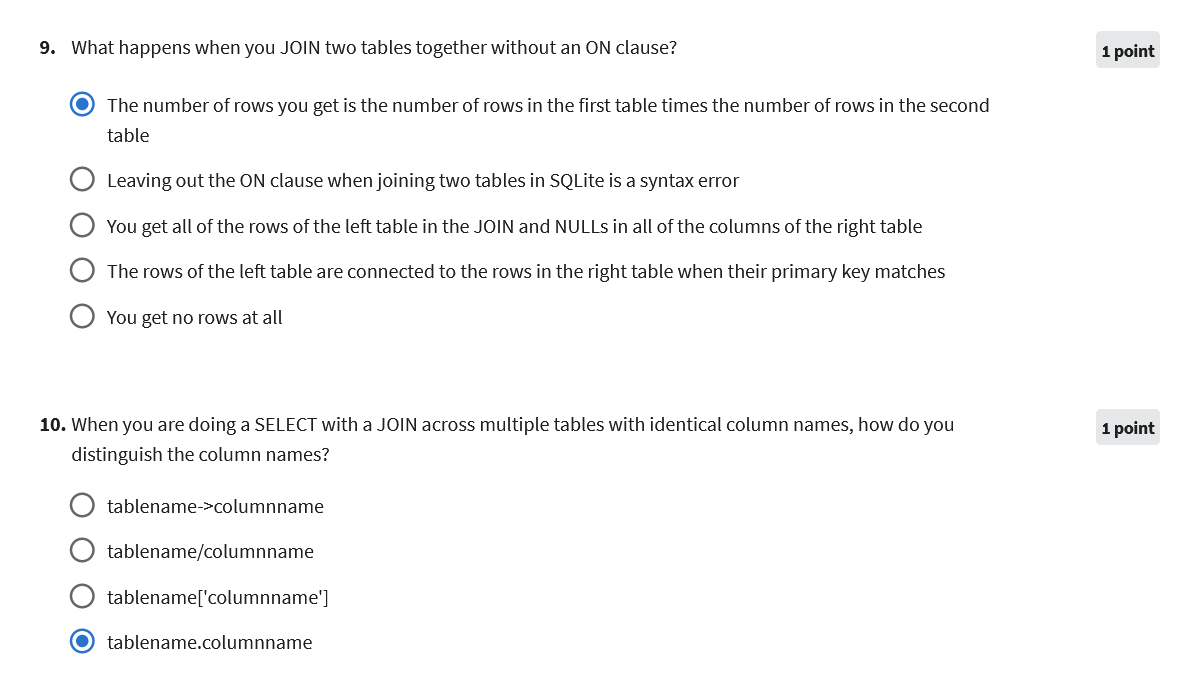 9. What happens when you JOIN two tables together without an ON clause?
1 point
The number of rows you get is the number of rows in the first table times the number of rows in the second
table
Leaving out the ON clause when joining two tables in SQLite is a syntax error
You get all of the rows of the left table in the JOIN and NULLs in all of the columns of the right table
The rows of the left table are connected to the rows in the right table when their primary key matches
You get no rows at all
10. When you are doing a SELECT with a JOIN across multiple tables with identical column names, how do you
1 point
distinguish the column names?
tablename->columnname
tablename/columnname
tablename['columnname']
tablename.columnname